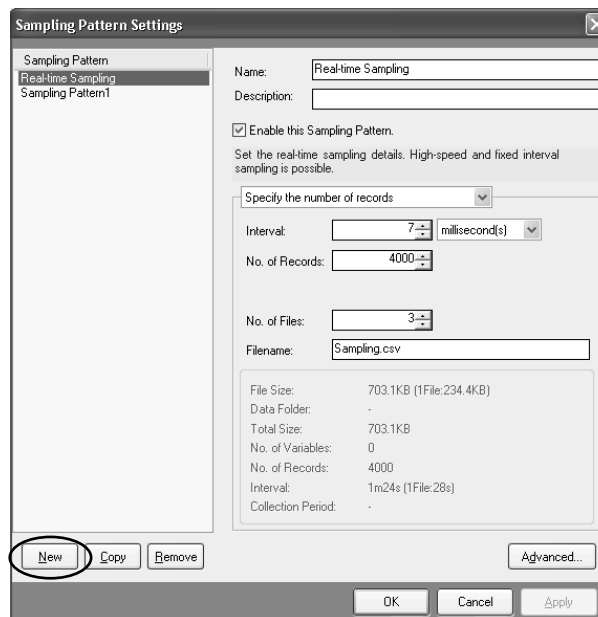 Sampling Pattern Settings
Sampling Pattern
Real-time Sampling
Sampling Pattern1
Name: Real-time Sampling
Description:
Enable this Sampling Pattern.
Set the real-time sampling details. High-speed and fixed interval
sampling is possible.
Specify the number of records
Interval: 7 millisecond(s)
No. of Records: 4000
No. of Files: 3
Filename: Sampling.csv
File Size: 703.1KB (1File:234.4KB)
Data Folder: -
Total Size: 703.1KB
No. of Variables: 0
No. of Records: 4000
Interval: 1m24s (1File:28s)
Collection Period: -
New Copy Remove Advanced...
OK Cancel Apply